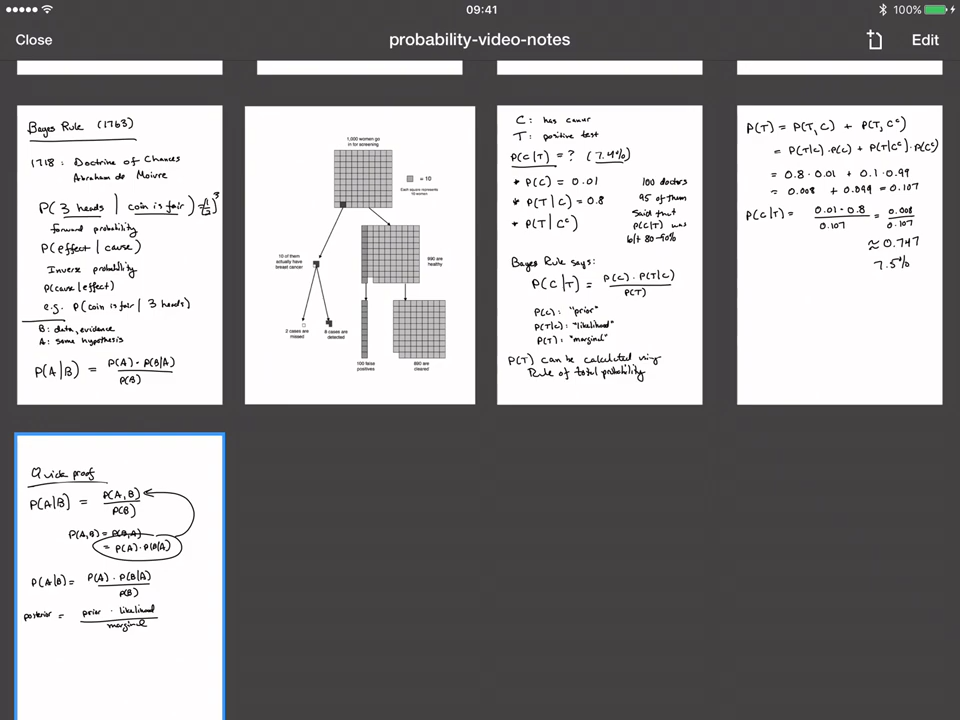 09:41
100%
Close
probability-video-notes
Edit
Bayes Rule (1763)
1718: Doctrine of Chances
Abraham de Moivre
P(3 heads | coin is fair) = (1/2)^3
forward probability
P(effect | cause)
Inverse probability
P(cause | effect)
e.g. P(coin is fair | 3 heads)
B: data, evidence
A: some hypothesis
P(A|B) = P(A) · P(B|A)
P(B)
1,000 women go
in for screening
= 10
Each square represents
10 women
10 of them
actually have
breast cancer
990 are
healthy
2 cases are
missed
8 cases are
detected
100 false
positives
890 are
cleared
C: has cancer
T: positive test
P(C|T) = ? (7.4%)
* P(C) = 0.01
* P(T|C) = 0.8
* P(T|C^c)
100 doctors
95 of them
said that
P(C|T) was
b/t 80-90%
Bayes Rule says:
P(C|T) = P(C) · P(T|C)
P(T)
P(C): "prior"
P(T|C): "likelihood"
P(T): "marginal"
P(T) can be calculated using
Rule of total probability
P(T) = P(T,C) + P(T,C^c)
= P(T|C)·P(C) + P(T|C^c)·P(C^c)
= 0.8·0.01 + 0.1·0.99
= 0.008 + 0.099 = 0.107
P(C|T) = 0.01·0.8 = 0.008
0.107 0.107
≈ 0.747
7.5%
Quick proof
P(A|B) = P(A,B)
P(B)
P(A,B) = P(B,A)
= P(A)·P(B|A)
P(A|B) = P(A) · P(B|A)
P(B)
posterior = prior · likelihood
marginal